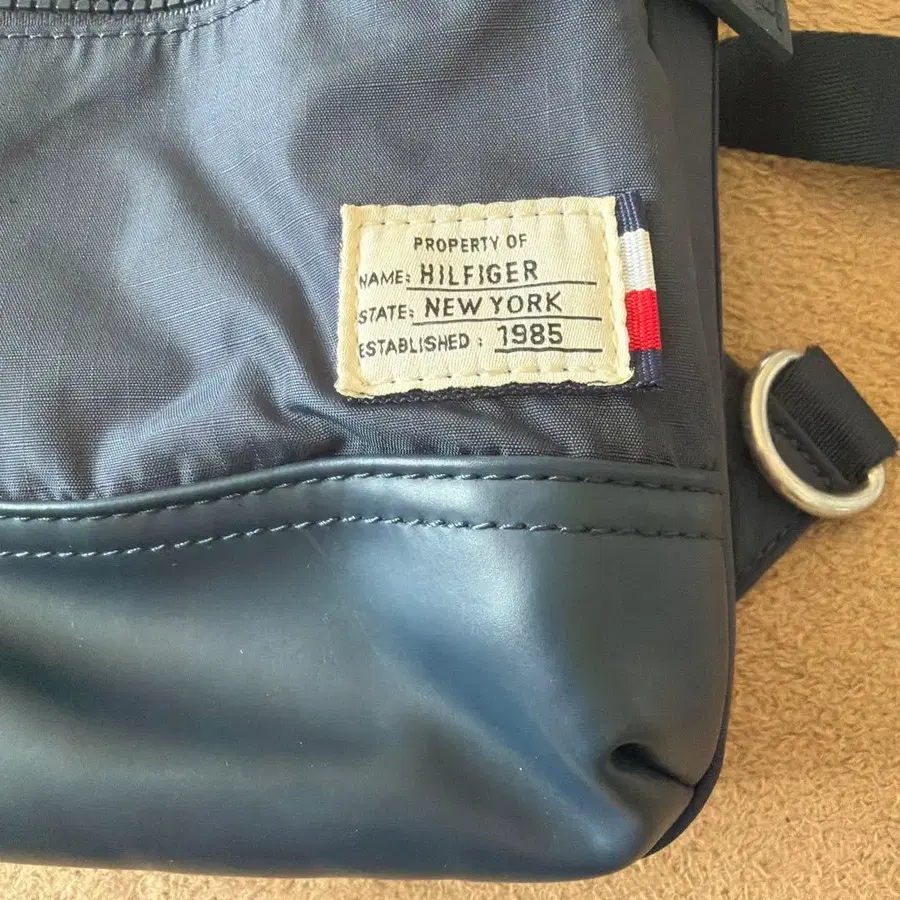 PROPERTY OF
NAME: HILFIGER
STATE: NEW YORK
ESTABLISHED : 1985